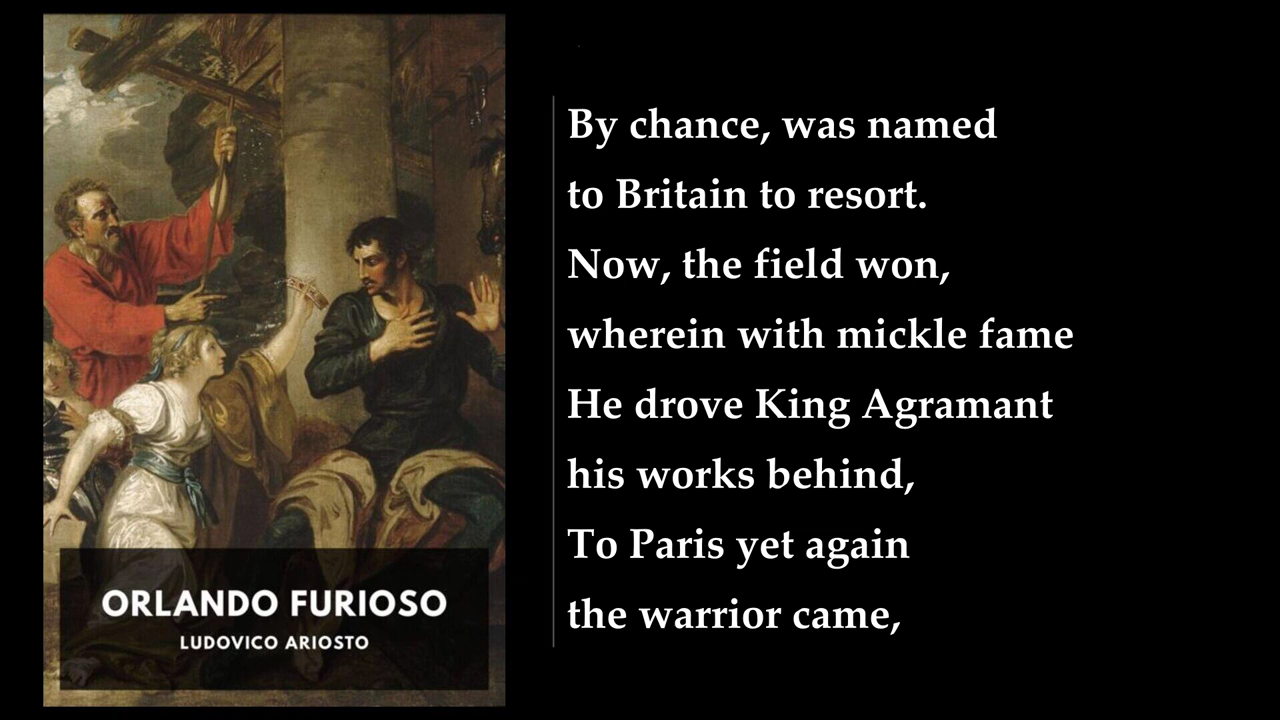 ORLANDO FURIOSO
LUDOVICO ARIOSTO
By chance, was named
to Britain to resort.
Now, the field won,
wherein with mickle fame
He drove King Agramant
his works behind,
To Paris yet again
the warrior came,